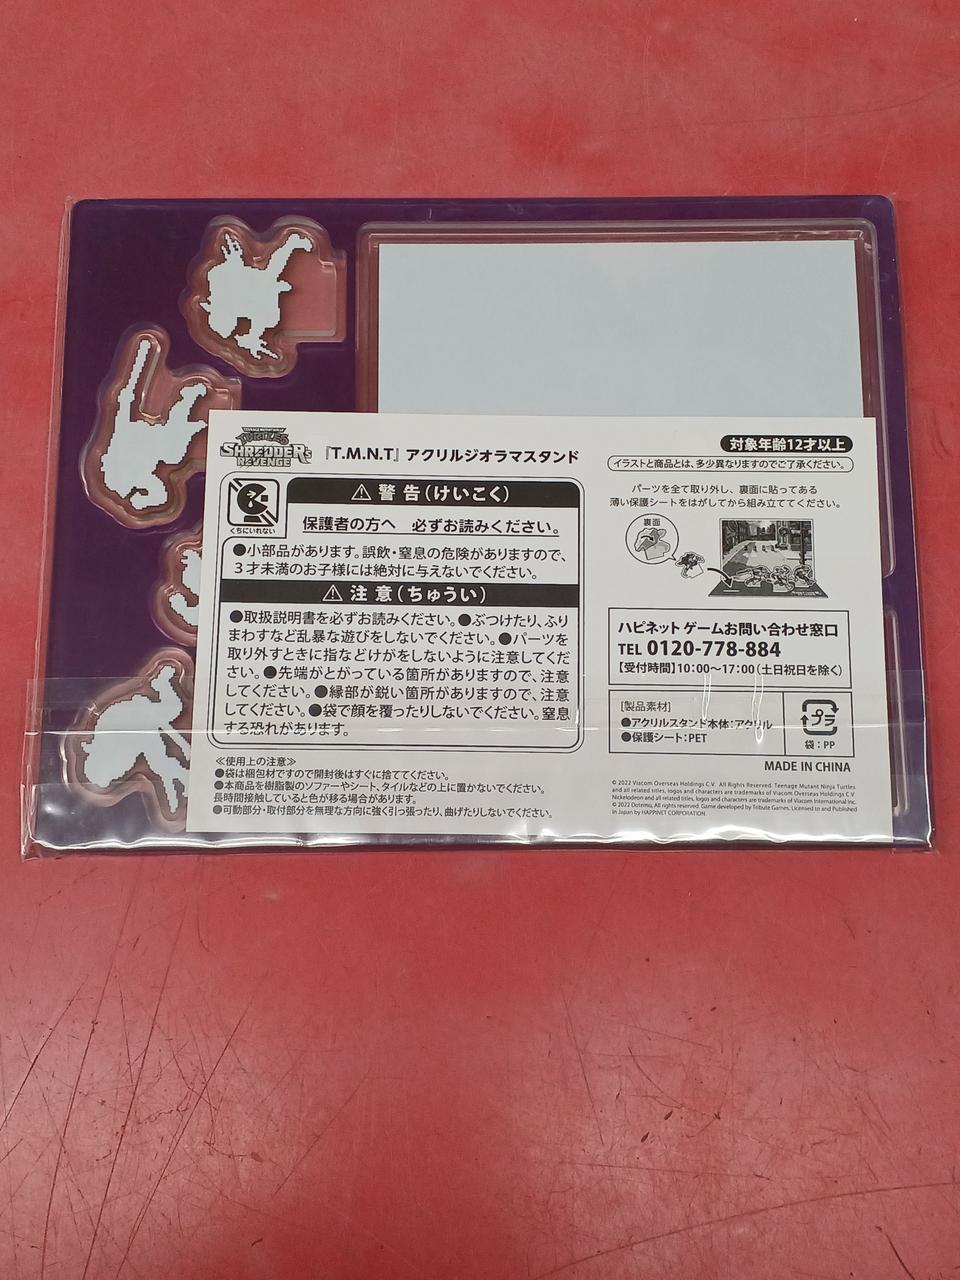 TEENAGE MUTANT NINJA
TURTLES
SHREDDER'S
REVENGE
『T.M.N.T』 アクリルジオラマスタンド
くちにいれない
⚠ 警告(けいこく)
保護者の方へ 必ずお読みください。
●小部品があります。誤飲・窒息の危険がありますので、
3才未満のお子様には絶対に与えないでください。
⚠ 注意(ちゅうい)
●取扱説明書を必ずお読みください。●ぶつけたり、ふり
まわすなど乱暴な遊びをしないでください。●パーツを
取り外すときに指などけがをしないように注意してくだ
さい。●先端がとがっている箇所がありますので、注意
してください。●縁部が鋭い箇所がありますので、注意
してください。●袋で顔を覆ったりしないでください。窒息
する恐れがあります。
≪使用上の注意≫
●袋は梱包材ですので開封後はすぐに捨ててください。
●本商品を樹脂製のソファーやシート、タイルなどの上に置かないでください。
長時間接触していると色が移る場合があります。
●可動部分・取付部分を無理な方向に強く引っ張ったり、曲げたりしないでください。
対象年齢12才以上
イラストと商品とは、多少異なりますのでご了承ください。
パーツを全て取り外し、裏面に貼ってある
薄い保護シートをはがしてから組み立ててください。
裏面
ハピネット ゲームお問い合わせ窓口
TEL 0120-778-884
【受付時間】10:00〜17:00(土日祝日を除く)
[製品素材]
●アクリルスタンド本体:アクリル
●保護シート:PET
プラ
袋:PP
MADE IN CHINA
© 2022 Viacom Overseas Holdings C.V. All Rights Reserved. Teenage Mutant Ninja Turtles
and all related titles, logos and characters are trademarks of Viacom Overseas Holdings C.V.
Nickelodeon and all related titles, logos and characters are trademarks of Viacom International Inc.
© 2022 Dotemu, All rights reserved. Game developed by Tribute Games. Licensed to and Published
in Japan by HAPPINET CORPORATION.